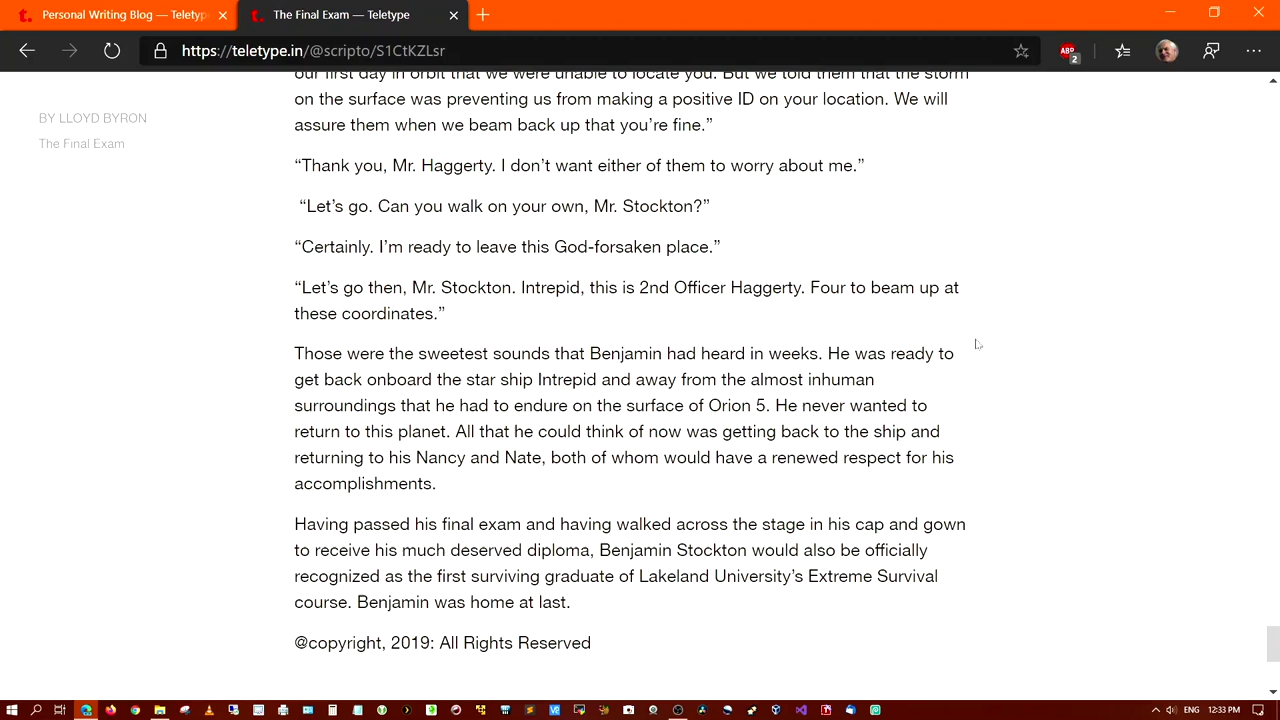 Personal Writing Blog — Teletyp
The Final Exam — Teletype
https://teletype.in/@scripto/S1CtKZLsr
ABP
2
BY LLOYD BYRON
The Final Exam
our first day in orbit that we were unable to locate you. But we told them that the storm
on the surface was preventing us from making a positive ID on your location. We will
assure them when we beam back up that you’re fine.”
“Thank you, Mr. Haggerty. I don’t want either of them to worry about me.”
“Let’s go. Can you walk on your own, Mr. Stockton?”
“Certainly. I’m ready to leave this God-forsaken place.”
“Let’s go then, Mr. Stockton. Intrepid, this is 2nd Officer Haggerty. Four to beam up at
these coordinates.”
Those were the sweetest sounds that Benjamin had heard in weeks. He was ready to
get back onboard the star ship Intrepid and away from the almost inhuman
surroundings that he had to endure on the surface of Orion 5. He never wanted to
return to this planet. All that he could think of now was getting back to the ship and
returning to his Nancy and Nate, both of whom would have a renewed respect for his
accomplishments.
Having passed his final exam and having walked across the stage in his cap and gown
to receive his much deserved diploma, Benjamin Stockton would also be officially
recognized as the first surviving graduate of Lakeland University’s Extreme Survival
course. Benjamin was home at last.
@copyright, 2019: All Rights Reserved
ENG
12:33 PM